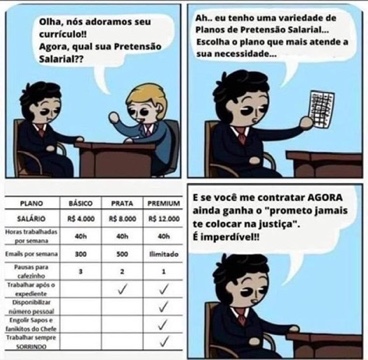 Olha, nós adoramos seu
currículo!!
Agora, qual sua Pretensão
Salarial??
Ah.. eu tenho uma variedade de
Planos de Pretensão Salarial...
Escolha o plano que mais atende a
sua necessidade...
PLANO BÁSICO PRATA PREMIUM
SALÁRIO R$ 4.000 R$ 8.000 R$ 12.000
Horas trabalhadas
por semana 40h 40h 40h
Emails por semana 300 500 Ilimitado
Pausas para
cafezinho 3 2 1
Trabalhar após o
expediente ✓ ✓
Disponibilizar
número pessoal ✓
Engolir Sapos e
fanikitos do Chefe ✓
Trabalhar sempre
SORRINDO ✓
E se você me contratar AGORA
ainda ganha o "prometo jamais
te colocar na justiça".
É imperdível!!